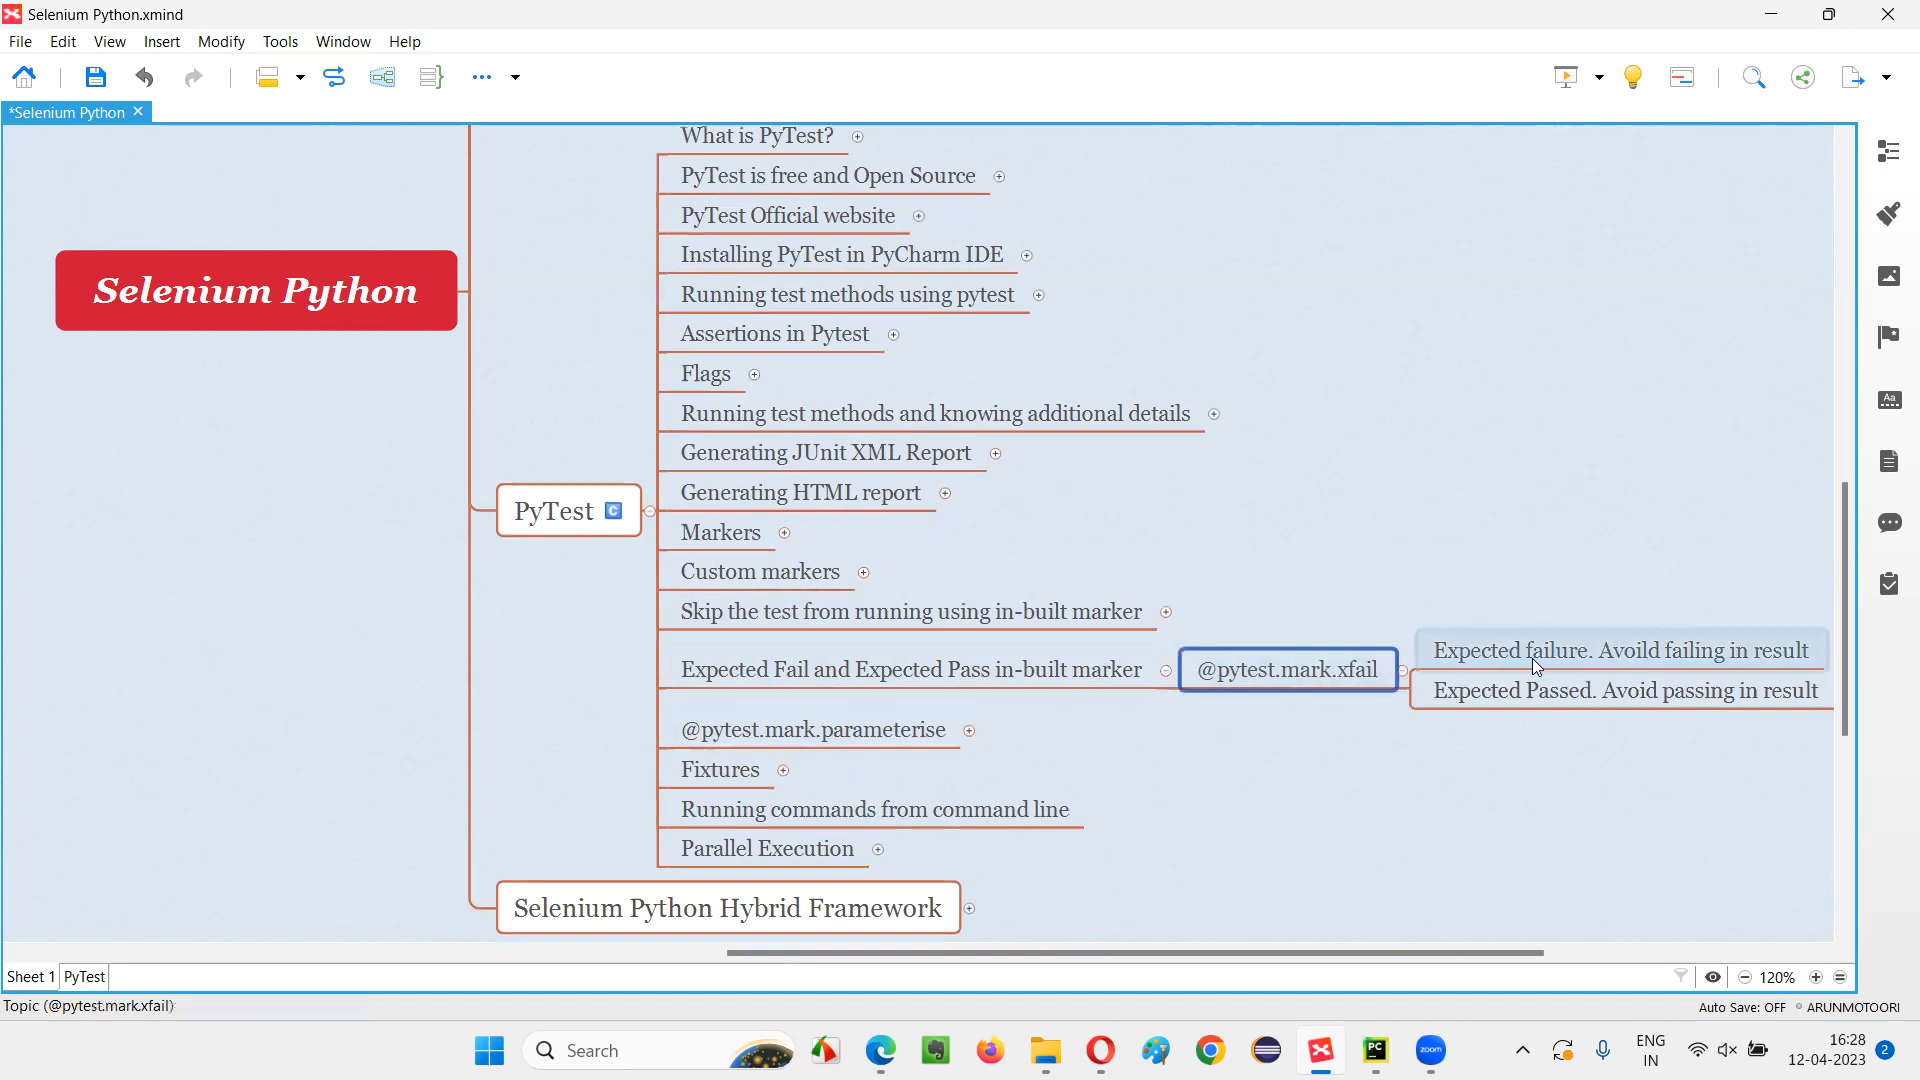 Selenium Python.xmind
File Edit View Insert Modify Tools Window Help
*Selenium Python
What is PyTest?
PyTest is free and Open Source
PyTest Official website
Installing PyTest in PyCharm IDE
Selenium Python
Running test methods using pytest
Assertions in Pytest
Flags
Running test methods and knowing additional details
Generating JUnit XML Report
Generating HTML report
PyTest
Markers
Custom markers
Skip the test from running using in-built marker
Expected Fail and Expected Pass in-built marker
@pytest.mark.xfail
Expected failure. Avoild failing in result
Expected Passed. Avoid passing in result
@pytest.mark.parameterise
Fixtures
Running commands from command line
Parallel Execution
Selenium Python Hybrid Framework
Sheet 1 PyTest
120%
Topic (@pytest.mark.xfail)
Auto Save: OFF ARUNMOTOORI
Search
zoom
ENG
IN
16:28
12-04-2023
2